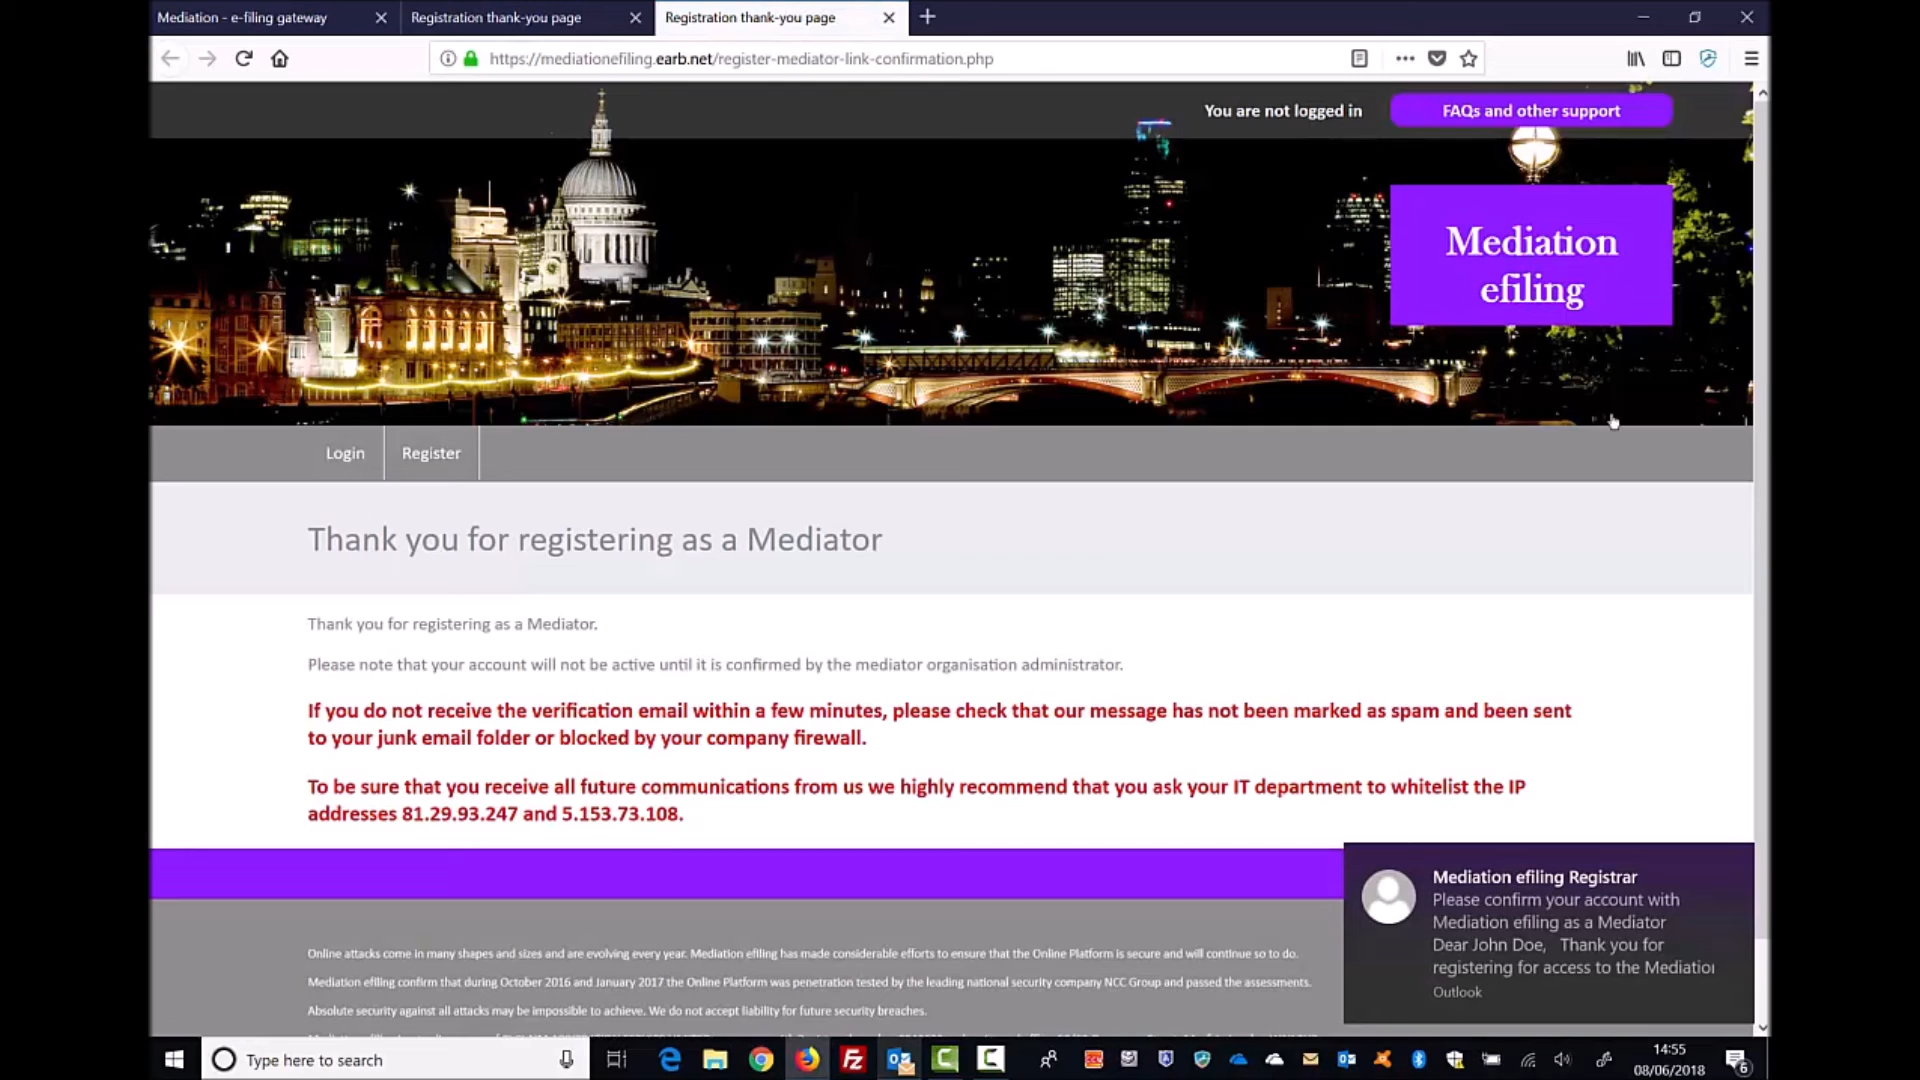 Mediation - e-filing gateway
Registration thank-you page
Registration thank-you page
https://mediationefiling.earb.net/register-mediator-link-confirmation.php
You are not logged in
FAQs and other support
Mediation
efiling
Login
Register
Thank you for registering as a Mediator
Thank you for registering as a Mediator.
Please note that your account will not be active until it is confirmed by the mediator organisation administrator.
If you do not receive the verification email within a few minutes, please check that our message has not been marked as spam and been sent
to your junk email folder or blocked by your company firewall.
To be sure that you receive all future communications from us we highly recommend that you ask your IT department to whitelist the IP
addresses 81.29.93.247 and 5.153.73.108.
Mediation efiling Registrar
Please confirm your account with
Mediation efiling as a Mediator
Dear John Doe, Thank you for
registering for access to the Mediation
Outlook
Online attacks come in many shapes and sizes and are evolving every year. Mediation efiling has made considerable efforts to ensure that the Online Platform is secure and will continue so to do.
Mediation efiling confirm that during October 2016 and January 2017 the Online Platform was penetration tested by the leading national security company NCC Group and passed the assessments.
Absolute security against all attacks may be impossible to achieve. We do not accept liability for future security breaches.
Type here to search
14:55
08/06/2018
6